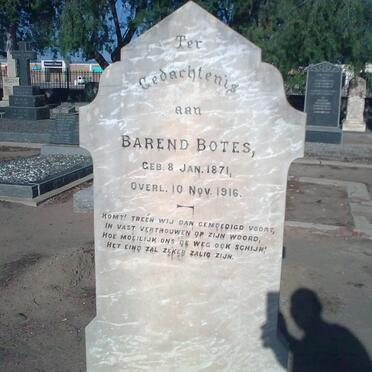 Ter
Gedachtenis
aan
BAREND BOTES,
GEB. 8 JAN. 1871,
OVERL. 10 NOV. 1916.
KOMT! TREEN WIJ DAN GEMOEDIGD VOORT,
IN VAST VERTROUWEN OP ZIJN WOORD,
HOE MOEILIJK ONS DE WEG OOK SCHIJN'
HET EIND ZAL ZEKER ZALIG ZIJN.